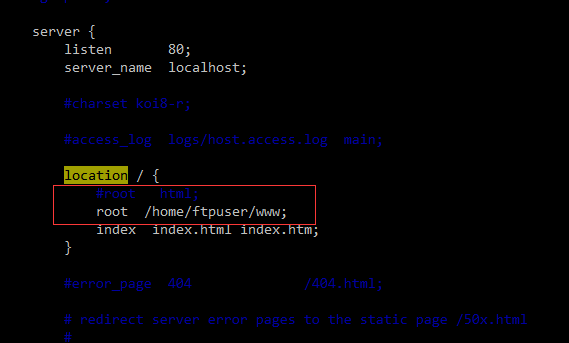 server {
listen 80;
server_name localhost;
#charset koi8-r;
#access_log logs/host.access.log main;
location / {
#root html;
root /home/ftpuser/www;
index index.html index.htm;
}
#error_page 404 /404.html;
# redirect server error pages to the static page /50x.html
#